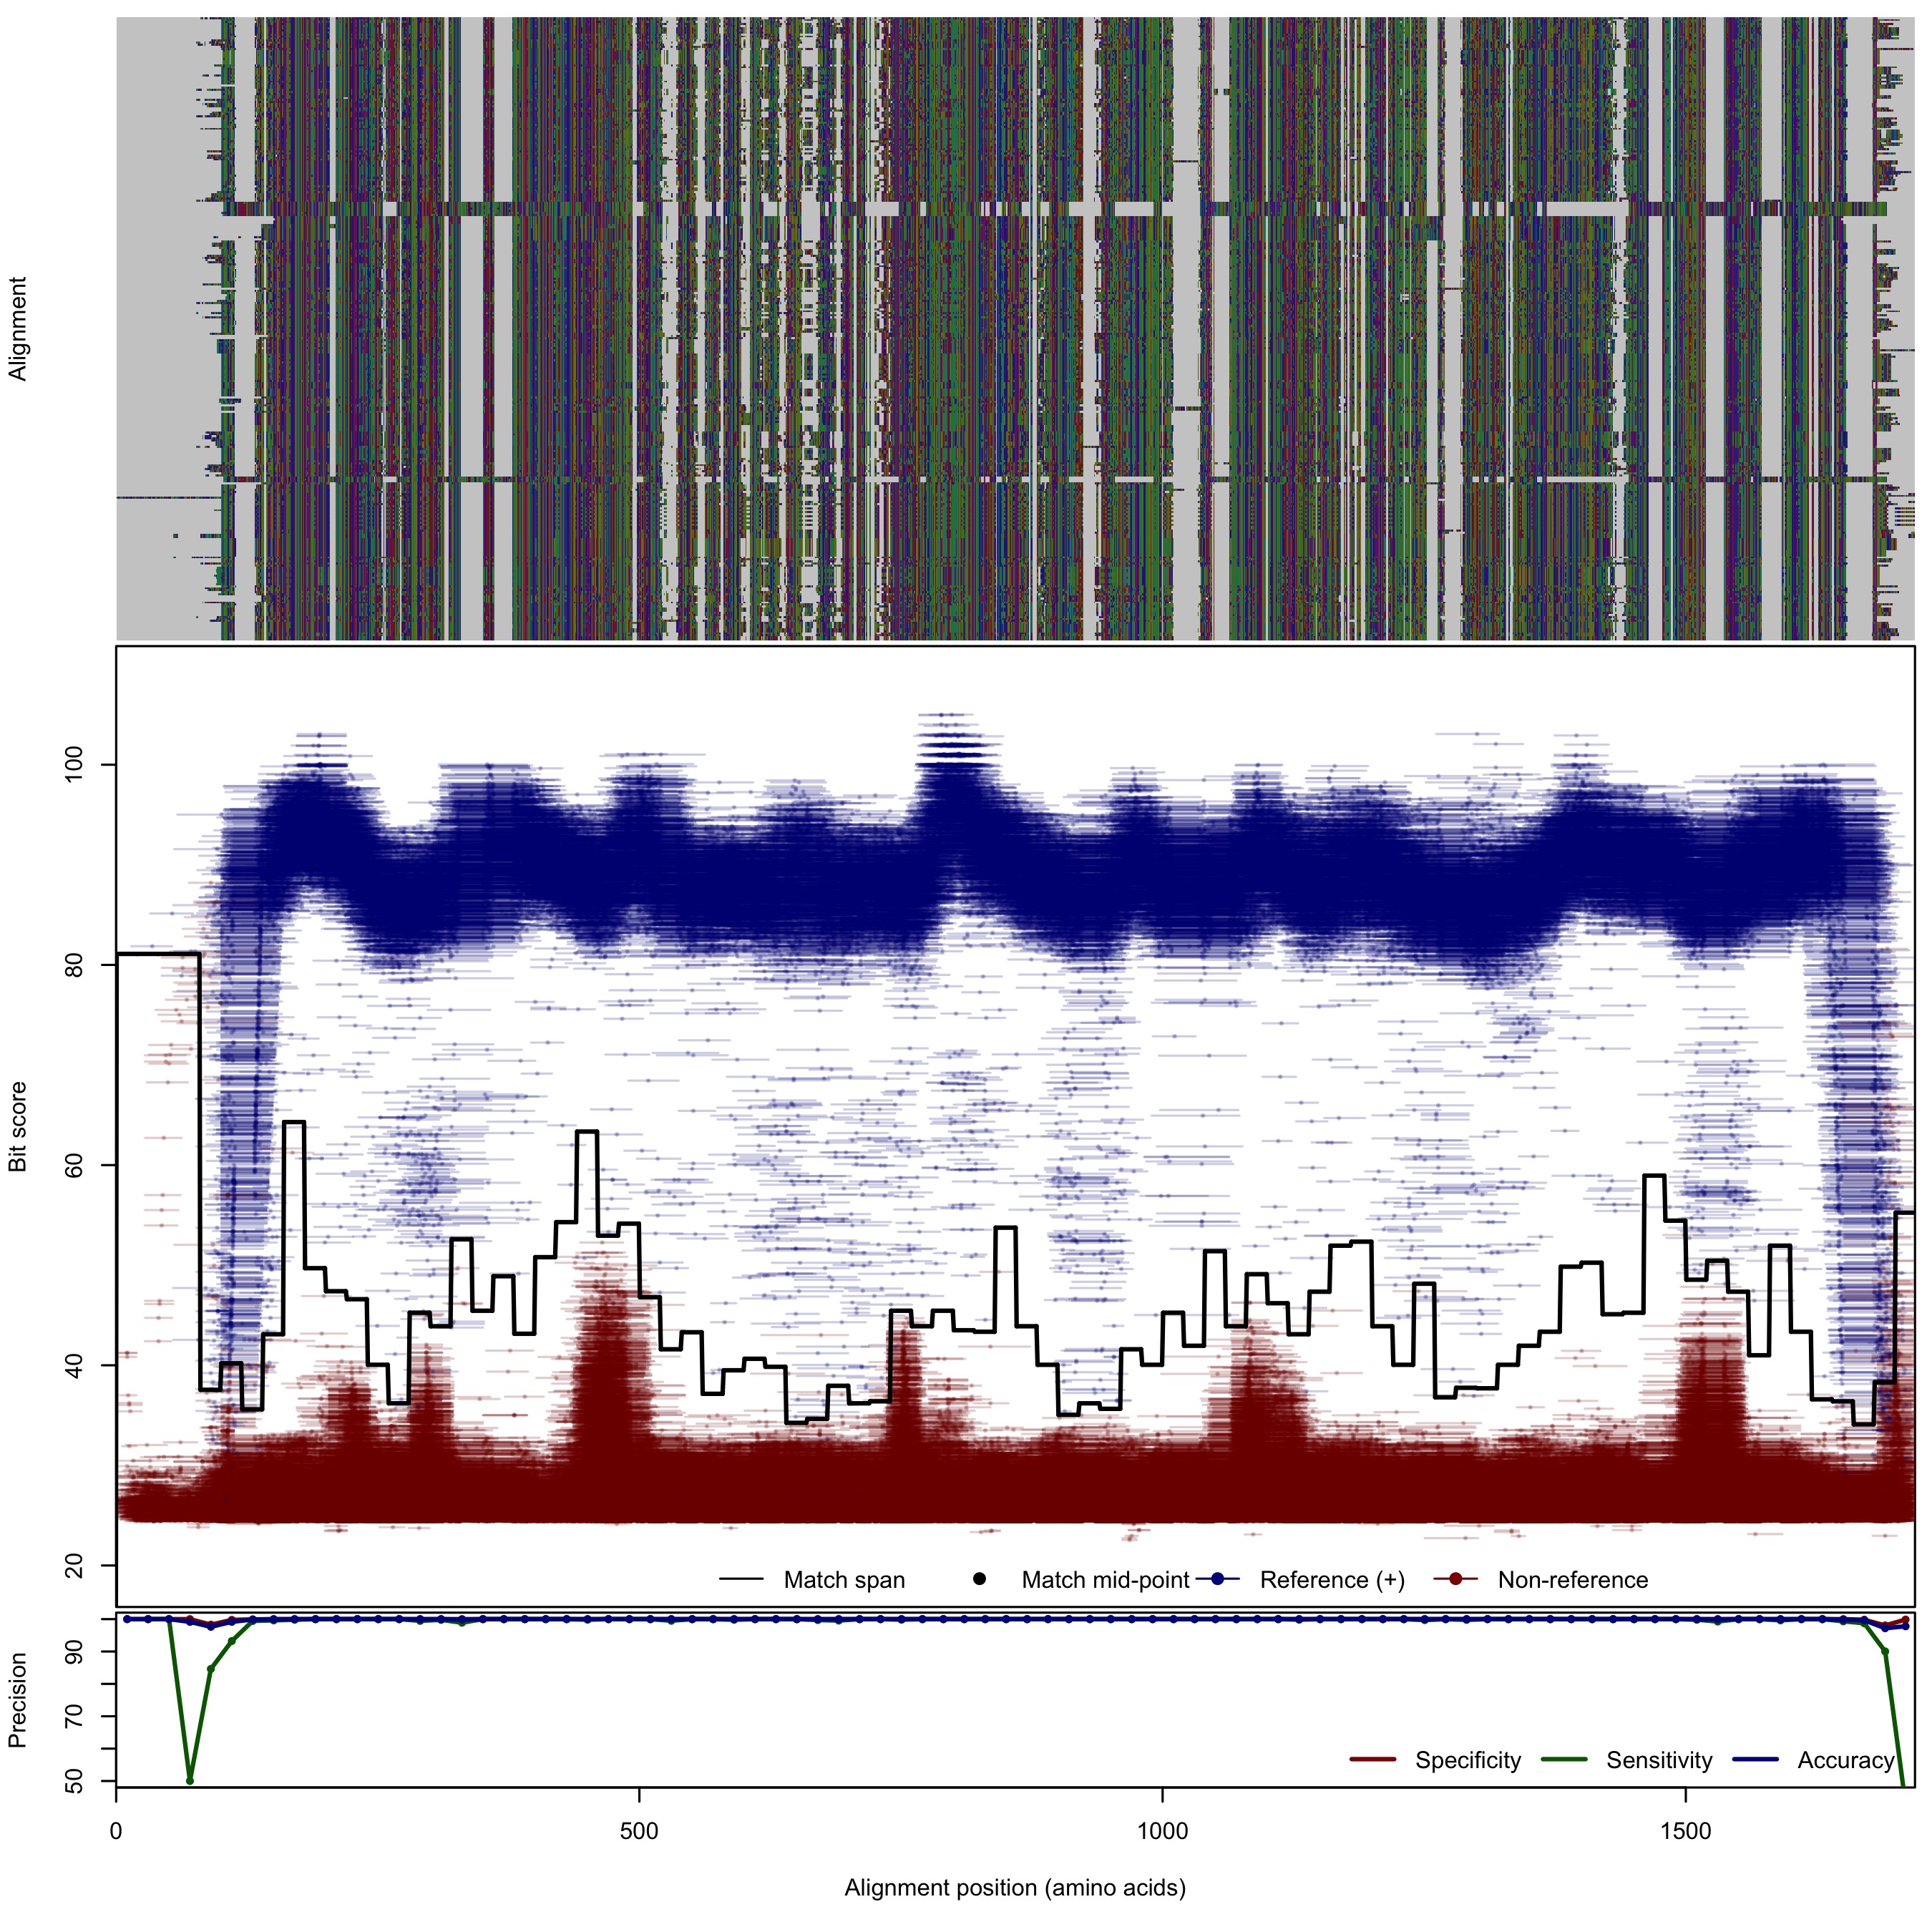 Alignment
Bit score
100
80
60
40
20
Match span
Match mid-point
Reference (+)
Non-reference
Precision
90
70
50
Specificity
Sensitivity
Accuracy
0
500
1000
1500
Alignment position (amino acids)